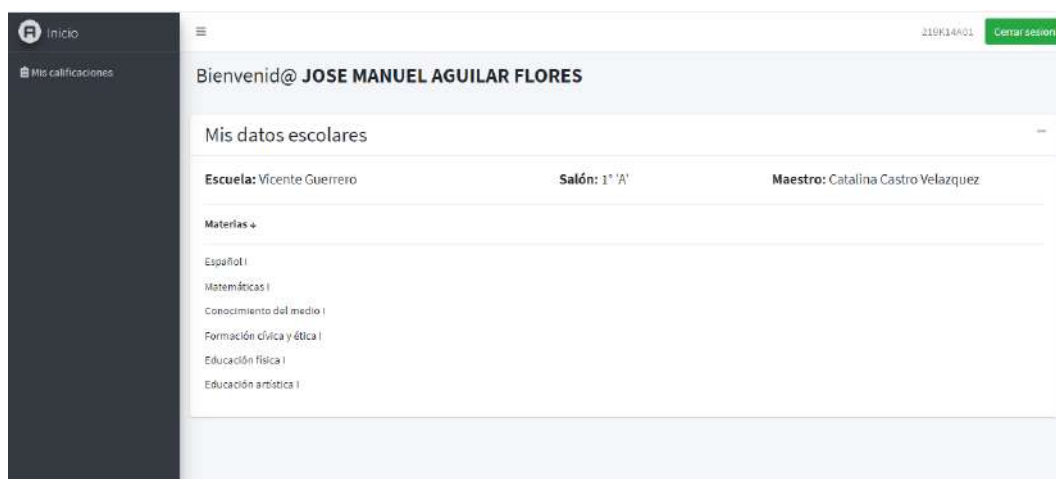 Inicio
219K14A01 Cerrar sesion
Mis calificaciones
Bienvenid@ JOSE MANUEL AGUILAR FLORES
Mis datos escolares
Escuela: Vicente Guerrero Salón: 1° 'A' Maestro: Catalina Castro Velazquez
Materias ↓
Español I
Matemáticas I
Conocimiento del medio I
Formación cívica y ética I
Educación física I
Educación artística I